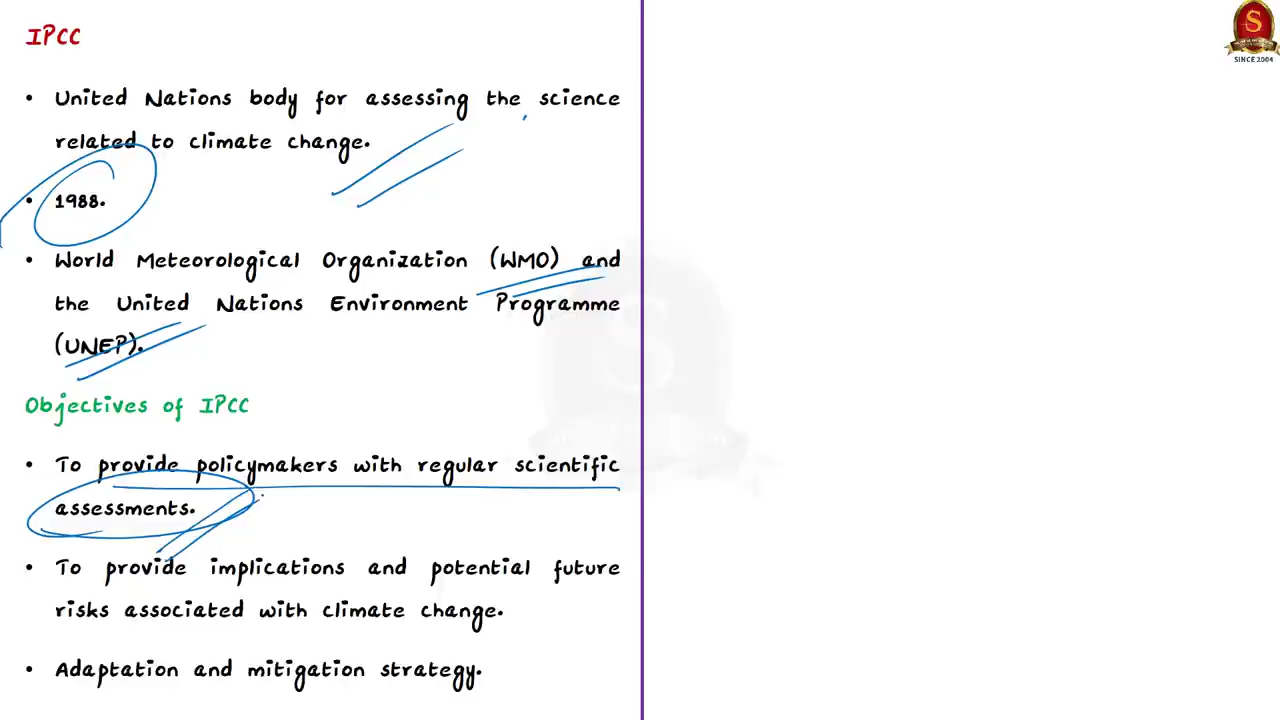 IPCC
• United Nations body for assessing the science
related to climate change.
• 1988.
• World Meteorological Organization (WMO) and
the United Nations Environment Programme
(UNEP).
Objectives of IPCC
• To provide policymakers with regular scientific
assessments.
• To provide implications and potential future
risks associated with climate change.
• Adaptation and mitigation strategy.
S
SINCE 2004